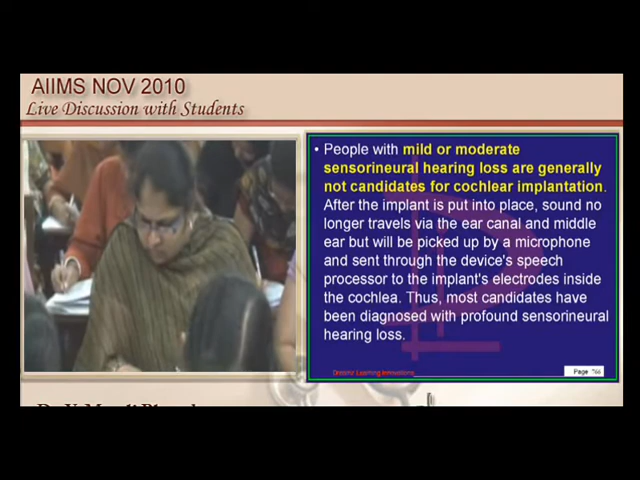 AIIMS NOV 2010
Live Discussion with Students
• People with mild or moderate
sensorineural hearing loss are generally
not candidates for cochlear implantation.
After the implant is put into place, sound no
longer travels via the ear canal and middle
ear but will be picked up by a microphone
and sent through the device's speech
processor to the implant's electrodes inside
the cochlea. Thus, most candidates have
been diagnosed with profound sensorineural
hearing loss.
Learning Innovations
Page